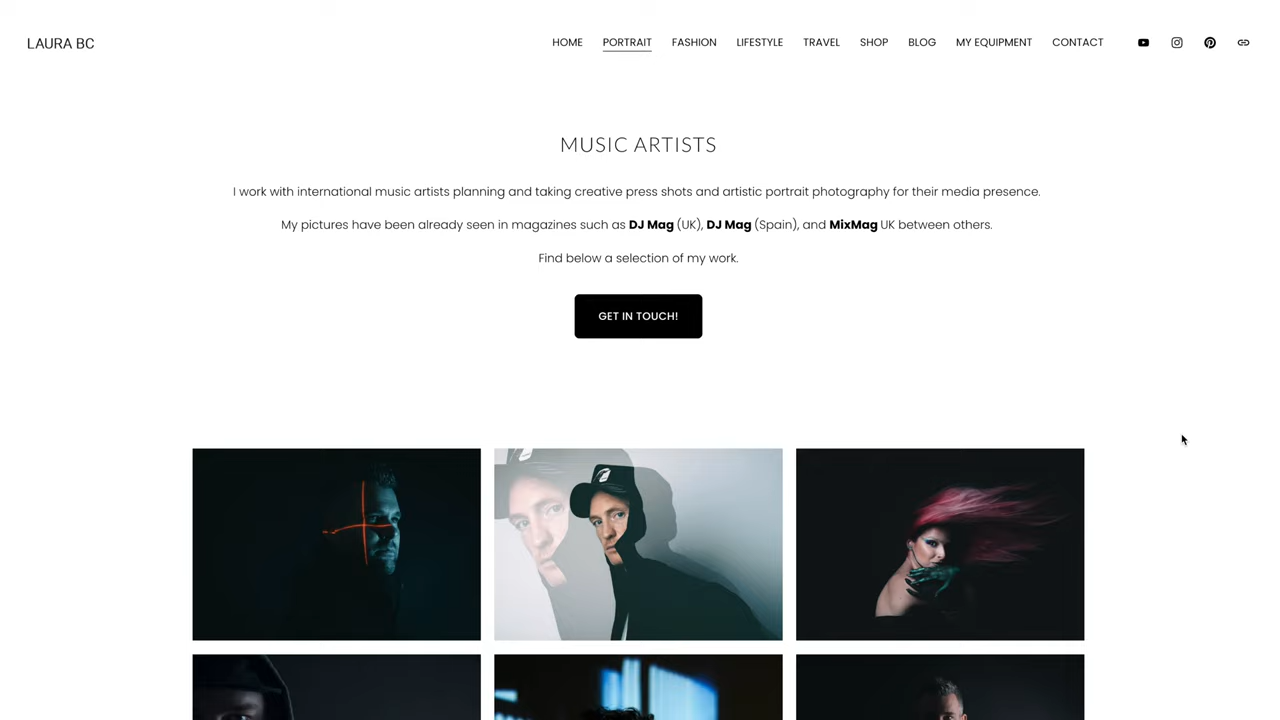 LAURA BC
HOME PORTRAIT FASHION LIFESTYLE TRAVEL SHOP BLOG MY EQUIPMENT CONTACT
MUSIC ARTISTS
I work with international music artists planning and taking creative press shots and artistic portrait photography for their media presence.
My pictures have been already seen in magazines such as DJ Mag (UK), DJ Mag (Spain), and MixMag UK between others.
Find below a selection of my work.
GET IN TOUCH!